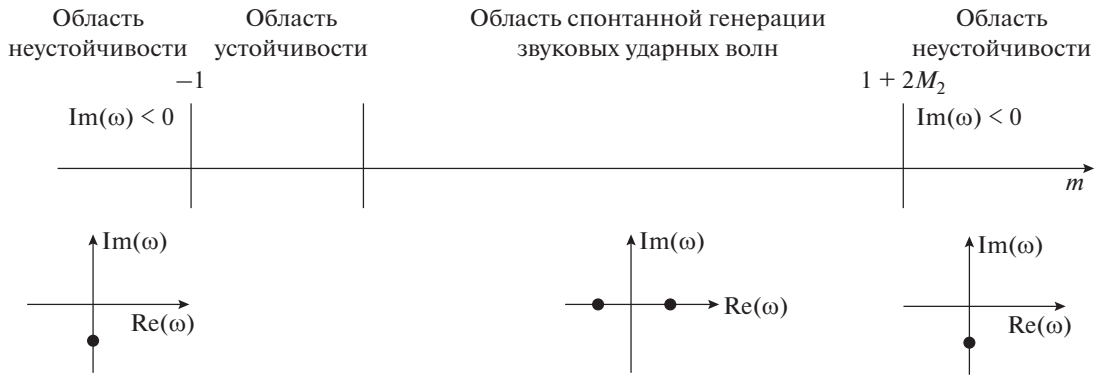 Область
неустойчивости
Область
устойчивости
Область спонтанной генерации
звуковых ударных волн
Область
неустойчивости
−1
1 + 2M₂
Im(ω) < 0
Im(ω) < 0
m
Im(ω)
Re(ω)
Im(ω)
Re(ω)
Im(ω)
Re(ω)